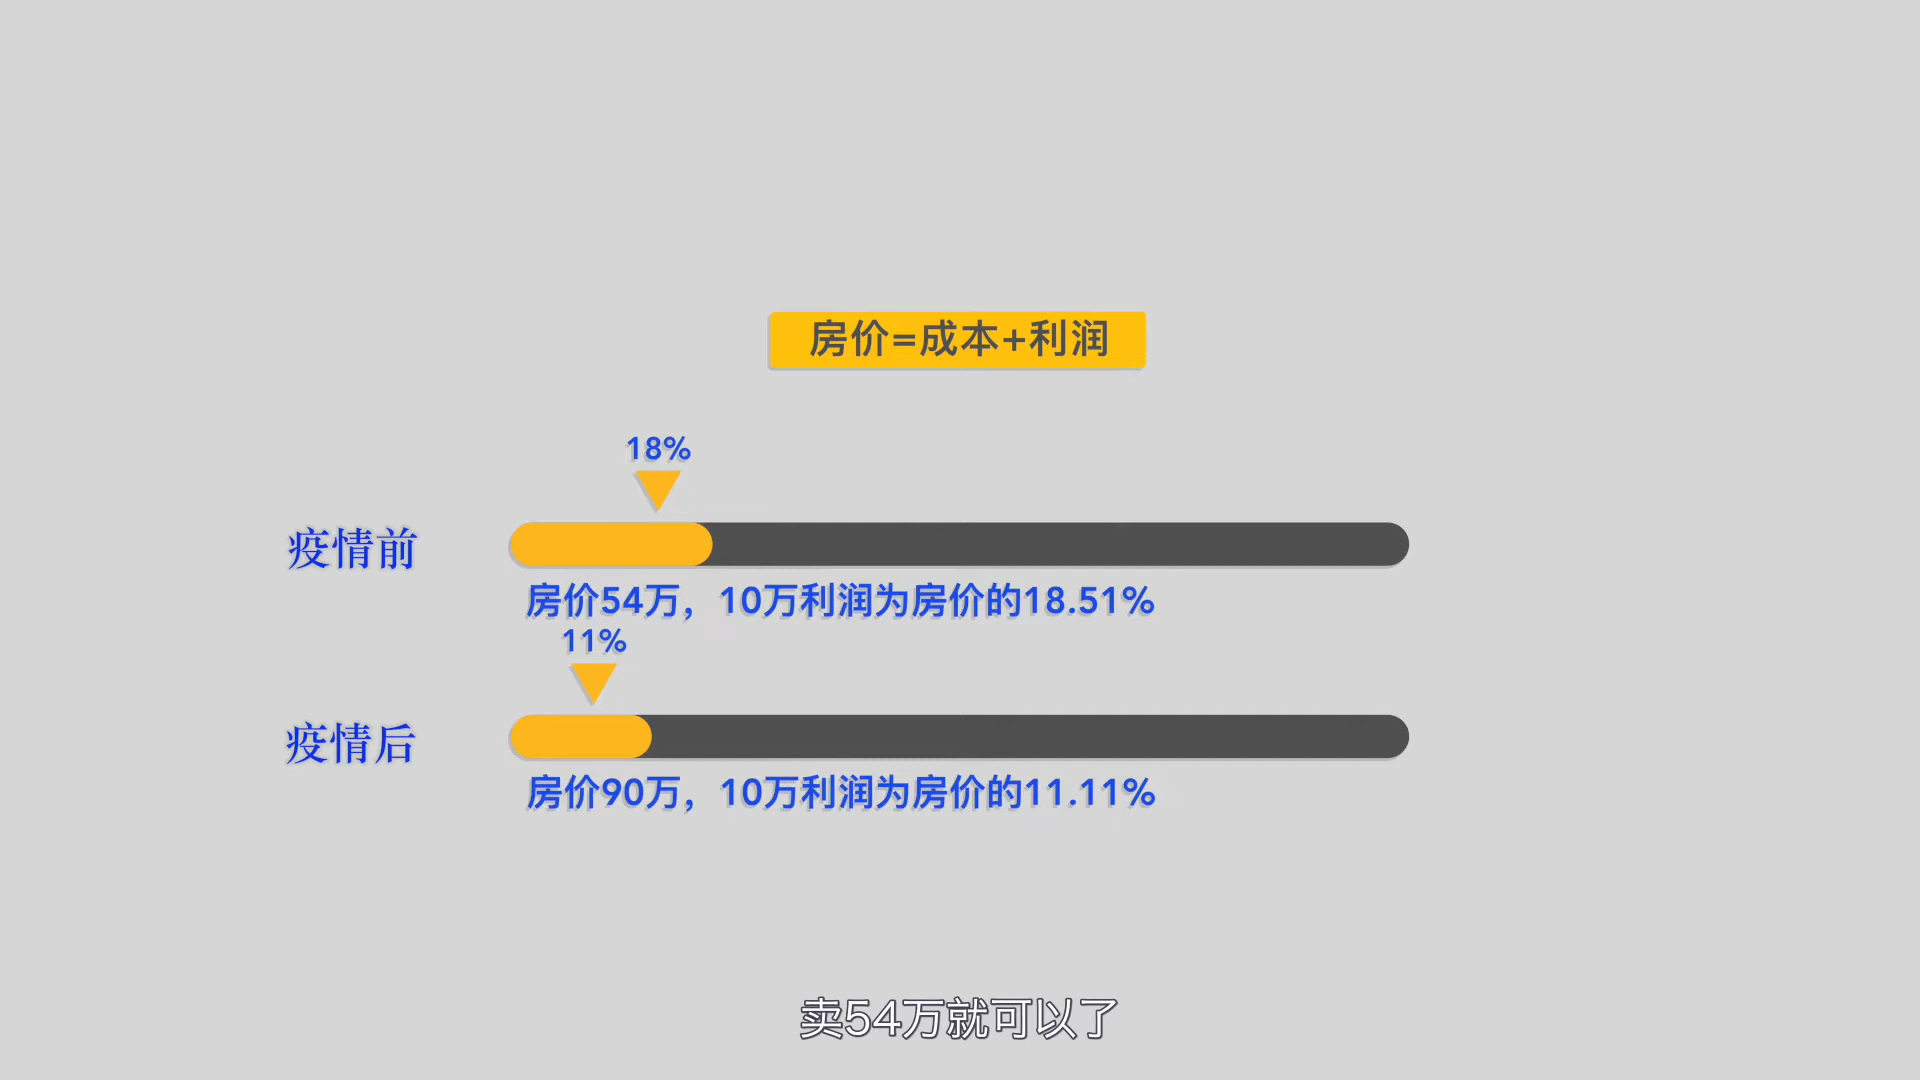 房价=成本+利润
18%
疫情前
房价54万，10万利润为房价的18.51%
11%
疫情后
房价90万，10万利润为房价的11.11%
卖54万就可以了